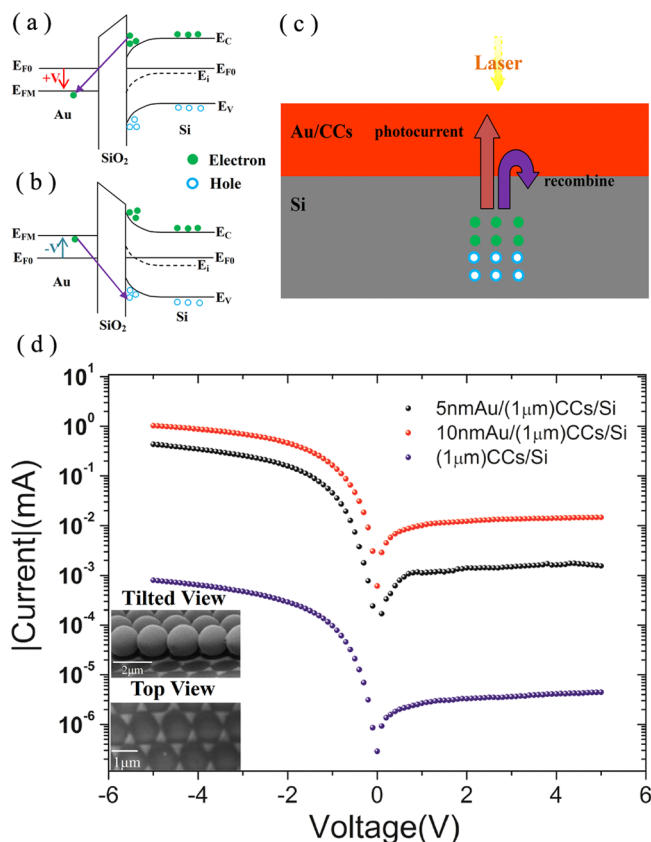 ( a )
E_C
E_F0
+V
E_F0
E_i
E_FM
E_V
Au
Si
SiO₂
Electron
Hole
( b )
E_FM
E_C
-V
E_F0
E_F0
E_i
Au
E_V
Si
SiO₂
( c )
Laser
Au/CCs
photocurrent
recombine
Si
( d )
10¹
10⁰
10⁻¹
10⁻²
10⁻³
10⁻⁴
10⁻⁵
10⁻⁶
|Current|(mA)
5nmAu/(1μm)CCs/Si
10nmAu/(1μm)CCs/Si
(1μm)CCs/Si
Tilted View
2μm
Top View
1μm
-6 -4 -2 0 2 4 6
Voltage(V)